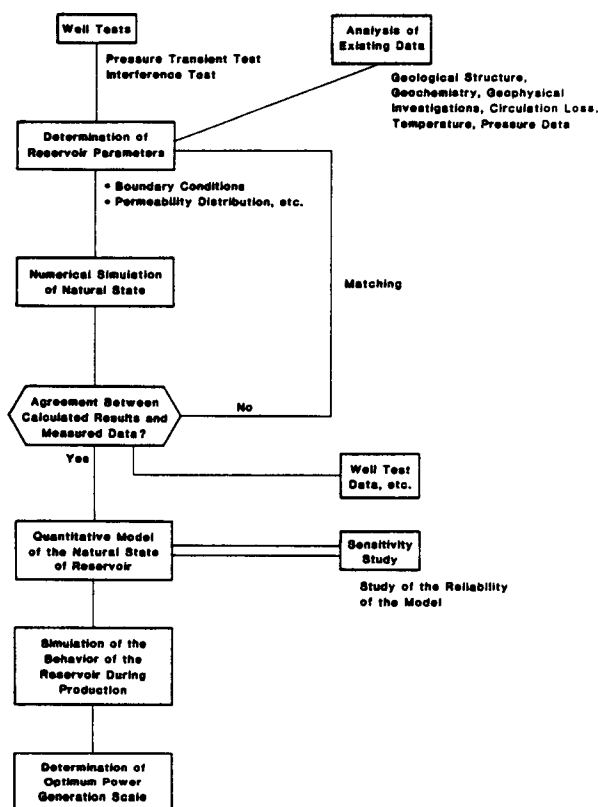 Well Tests
Analysis of
Existing Data
Pressure Transient Test
Interference Test
Geological Structure,
Geochemistry, Geophysical
Investigations, Circulation Loss,
Temperature, Pressure Data
Determination of
Reservoir Parameters
• Boundary Conditions
• Permeability Distribution, etc.
Numerical Simulation
of Natural State
Matching
Agreement Between
Calculated Results and
Measured Data?
No
Yes
Well Test
Data, etc.
Quantitative Model
of the Natural State
of Reservoir
Sensitivity
Study
Study of the Reliability
of the Model
Simulation of the
Behavior of the
Reservoir During
Production
Determination of
Optimum Power
Generation Scale